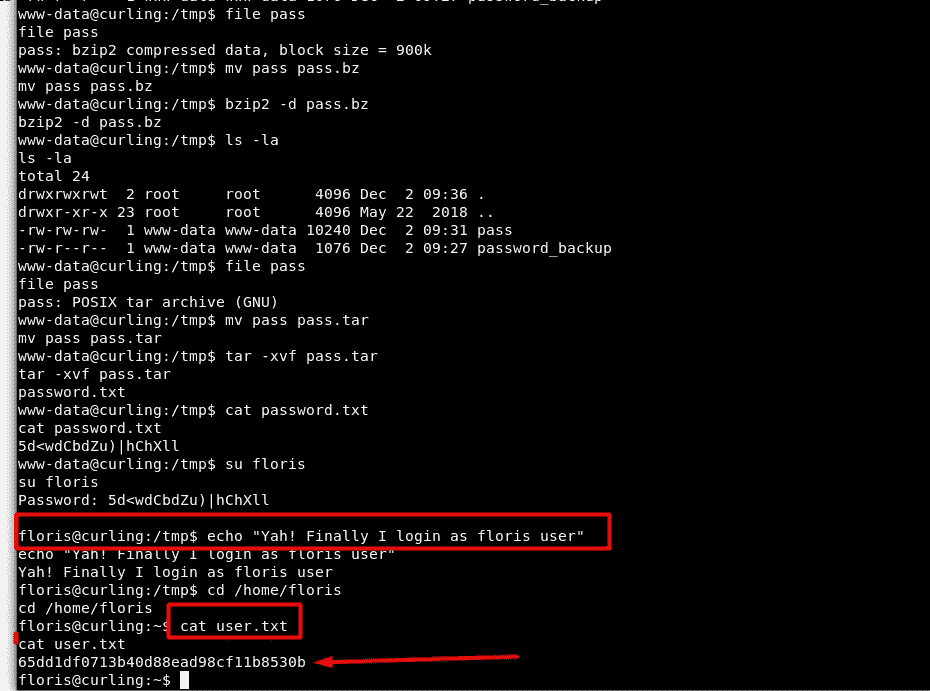 www-data@curling:/tmp$ file pass
file pass
pass: bzip2 compressed data, block size = 900k
www-data@curling:/tmp$ mv pass pass.bz
mv pass pass.bz
www-data@curling:/tmp$ bzip2 -d pass.bz
bzip2 -d pass.bz
www-data@curling:/tmp$ ls -la
ls -la
total 24
drwxrwxrwt  2 root     root      4096 Dec  2 09:36 .
drwxr-xr-x 23 root     root      4096 May 22  2018 ..
-rw-rw-rw-  1 www-data www-data 10240 Dec  2 09:31 pass
-rw-r--r--  1 www-data www-data  1076 Dec  2 09:27 password_backup
www-data@curling:/tmp$ file pass
file pass
pass: POSIX tar archive (GNU)
www-data@curling:/tmp$ mv pass pass.tar
mv pass pass.tar
www-data@curling:/tmp$ tar -xvf pass.tar
tar -xvf pass.tar
password.txt
www-data@curling:/tmp$ cat password.txt
cat password.txt
5d<wdCbdZu)|hChXll
www-data@curling:/tmp$ su floris
su floris
Password: 5d<wdCbdZu)|hChXll
floris@curling:/tmp$ echo "Yah! Finally I login as floris user"
echo "Yah! Finally I login as floris user"
Yah! Finally I login as floris user
floris@curling:/tmp$ cd /home/floris
cd /home/floris
floris@curling:~$ cat user.txt
cat user.txt
65dd1df0713b40d88ead98cf11b8530b
floris@curling:~$